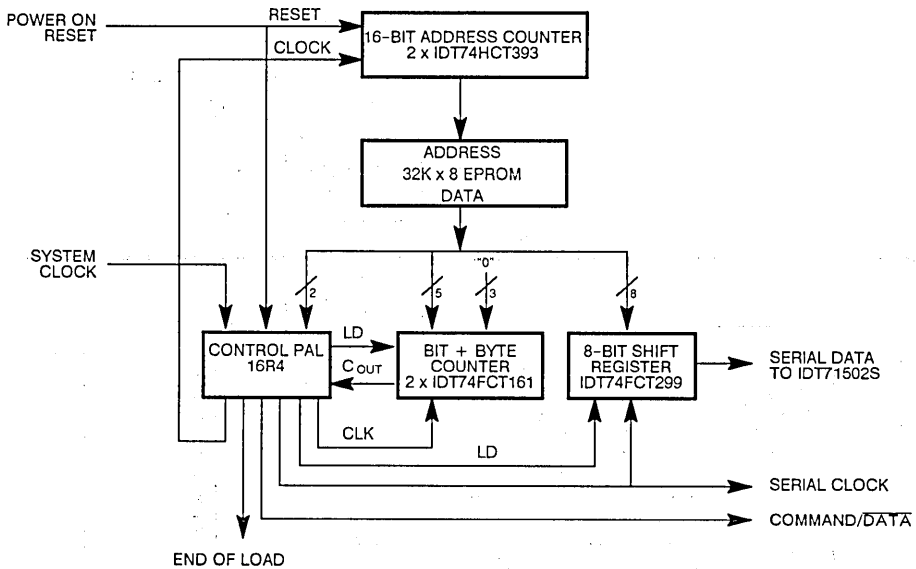 POWER ON
RESET
RESET
CLOCK
16-BIT ADDRESS COUNTER
2 x IDT74HCT393
ADDRESS
32K x 8 EPROM
DATA
SYSTEM
CLOCK
2
5
"0"
3
8
CONTROL PAL
16R4
LD
C OUT
BIT + BYTE
COUNTER
2 x IDT74FCT161
8-BIT SHIFT
REGISTER
IDT74FCT299
SERIAL DATA
TO IDT71502S
CLK
LD
SERIAL CLOCK
COMMAND/DATA
END OF LOAD